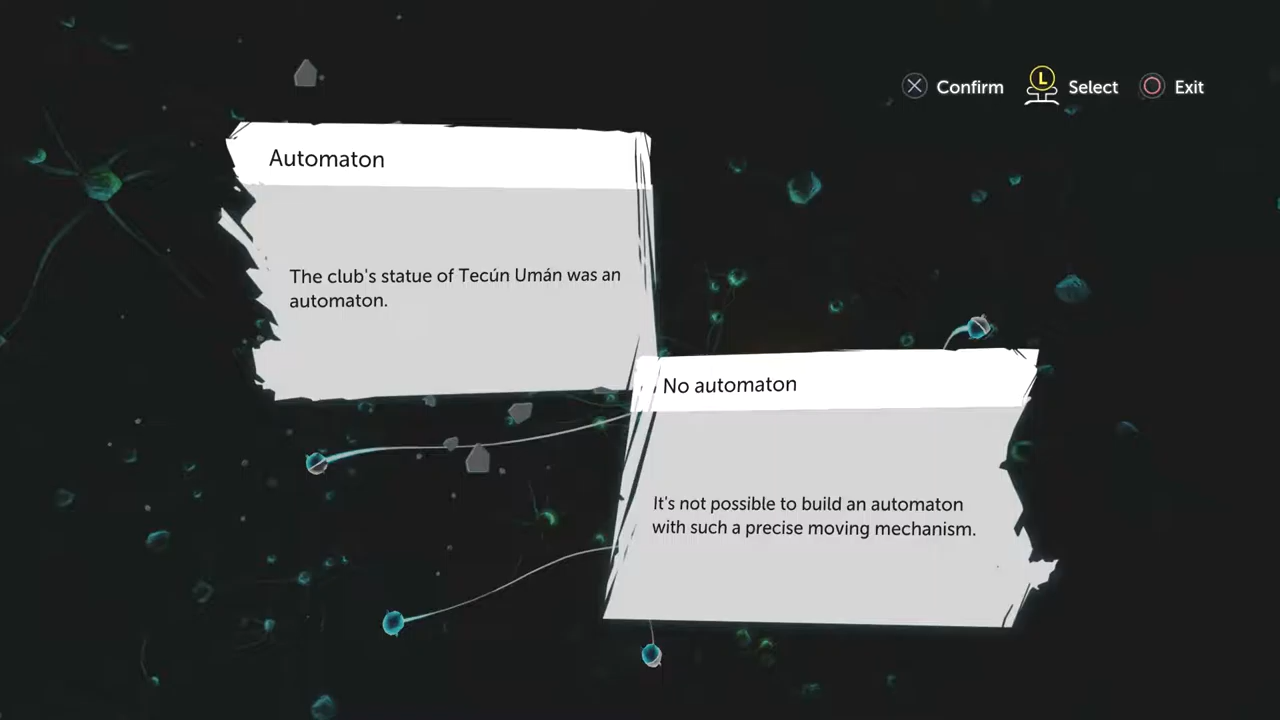 Confirm L Select Exit
Automaton
The club's statue of Tecún Umán was an
automaton.
No automaton
It's not possible to build an automaton
with such a precise moving mechanism.